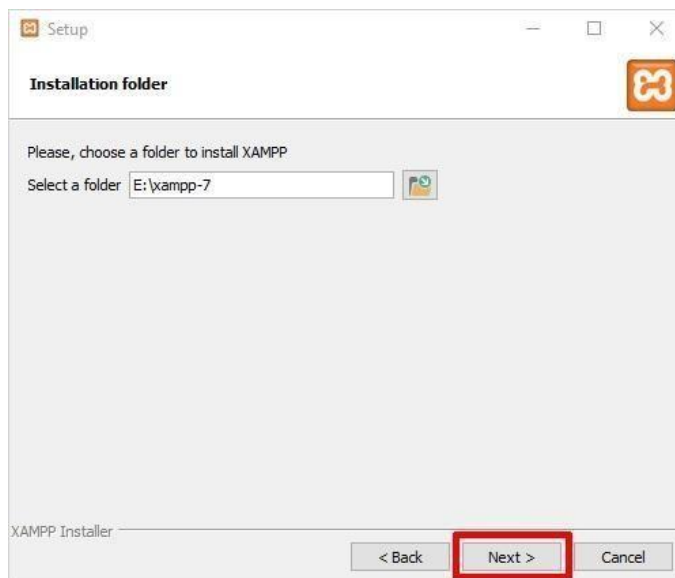 Setup
Installation folder
Please, choose a folder to install XAMPP
Select a folder E:\xampp-7
XAMPP Installer
< Back Next > Cancel